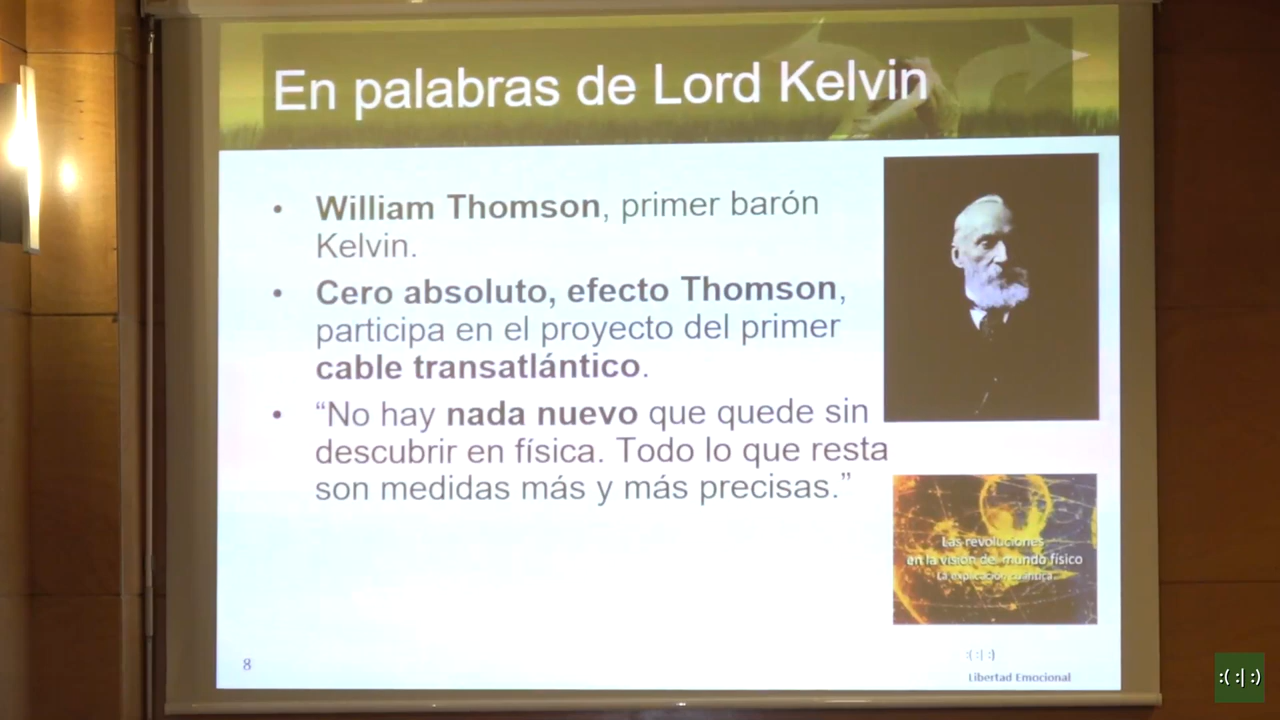 En palabras de Lord Kelvin
• William Thomson, primer barón
Kelvin.
• Cero absoluto, efecto Thomson,
participa en el proyecto del primer
cable transatlántico.
• “No hay nada nuevo que quede sin
descubrir en física. Todo lo que resta
son medidas más y más precisas.”
Las revoluciones
en la visión del mundo físico
La explicación cuántica
8
:( :| :)
Libertad Emocional
:( :| :)